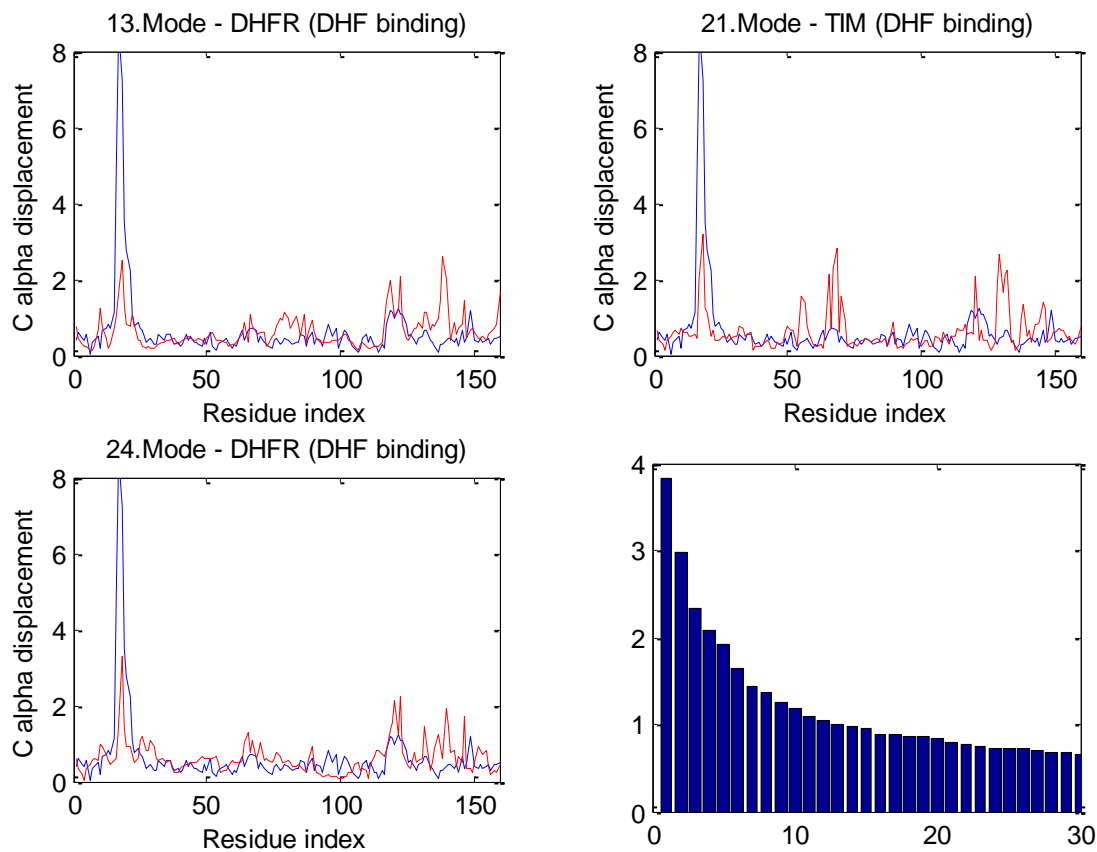 13.Mode - DHFR (DHF binding)
8
6
4
2
0
C alpha displacement
0 50 100 150
Residue index
21.Mode - TIM (DHF binding)
8
6
4
2
0
C alpha displacement
0 50 100 150
Residue index
24.Mode - DHFR (DHF binding)
8
6
4
2
0
C alpha displacement
0 50 100 150
Residue index
4
3
2
1
0
0 10 20 30